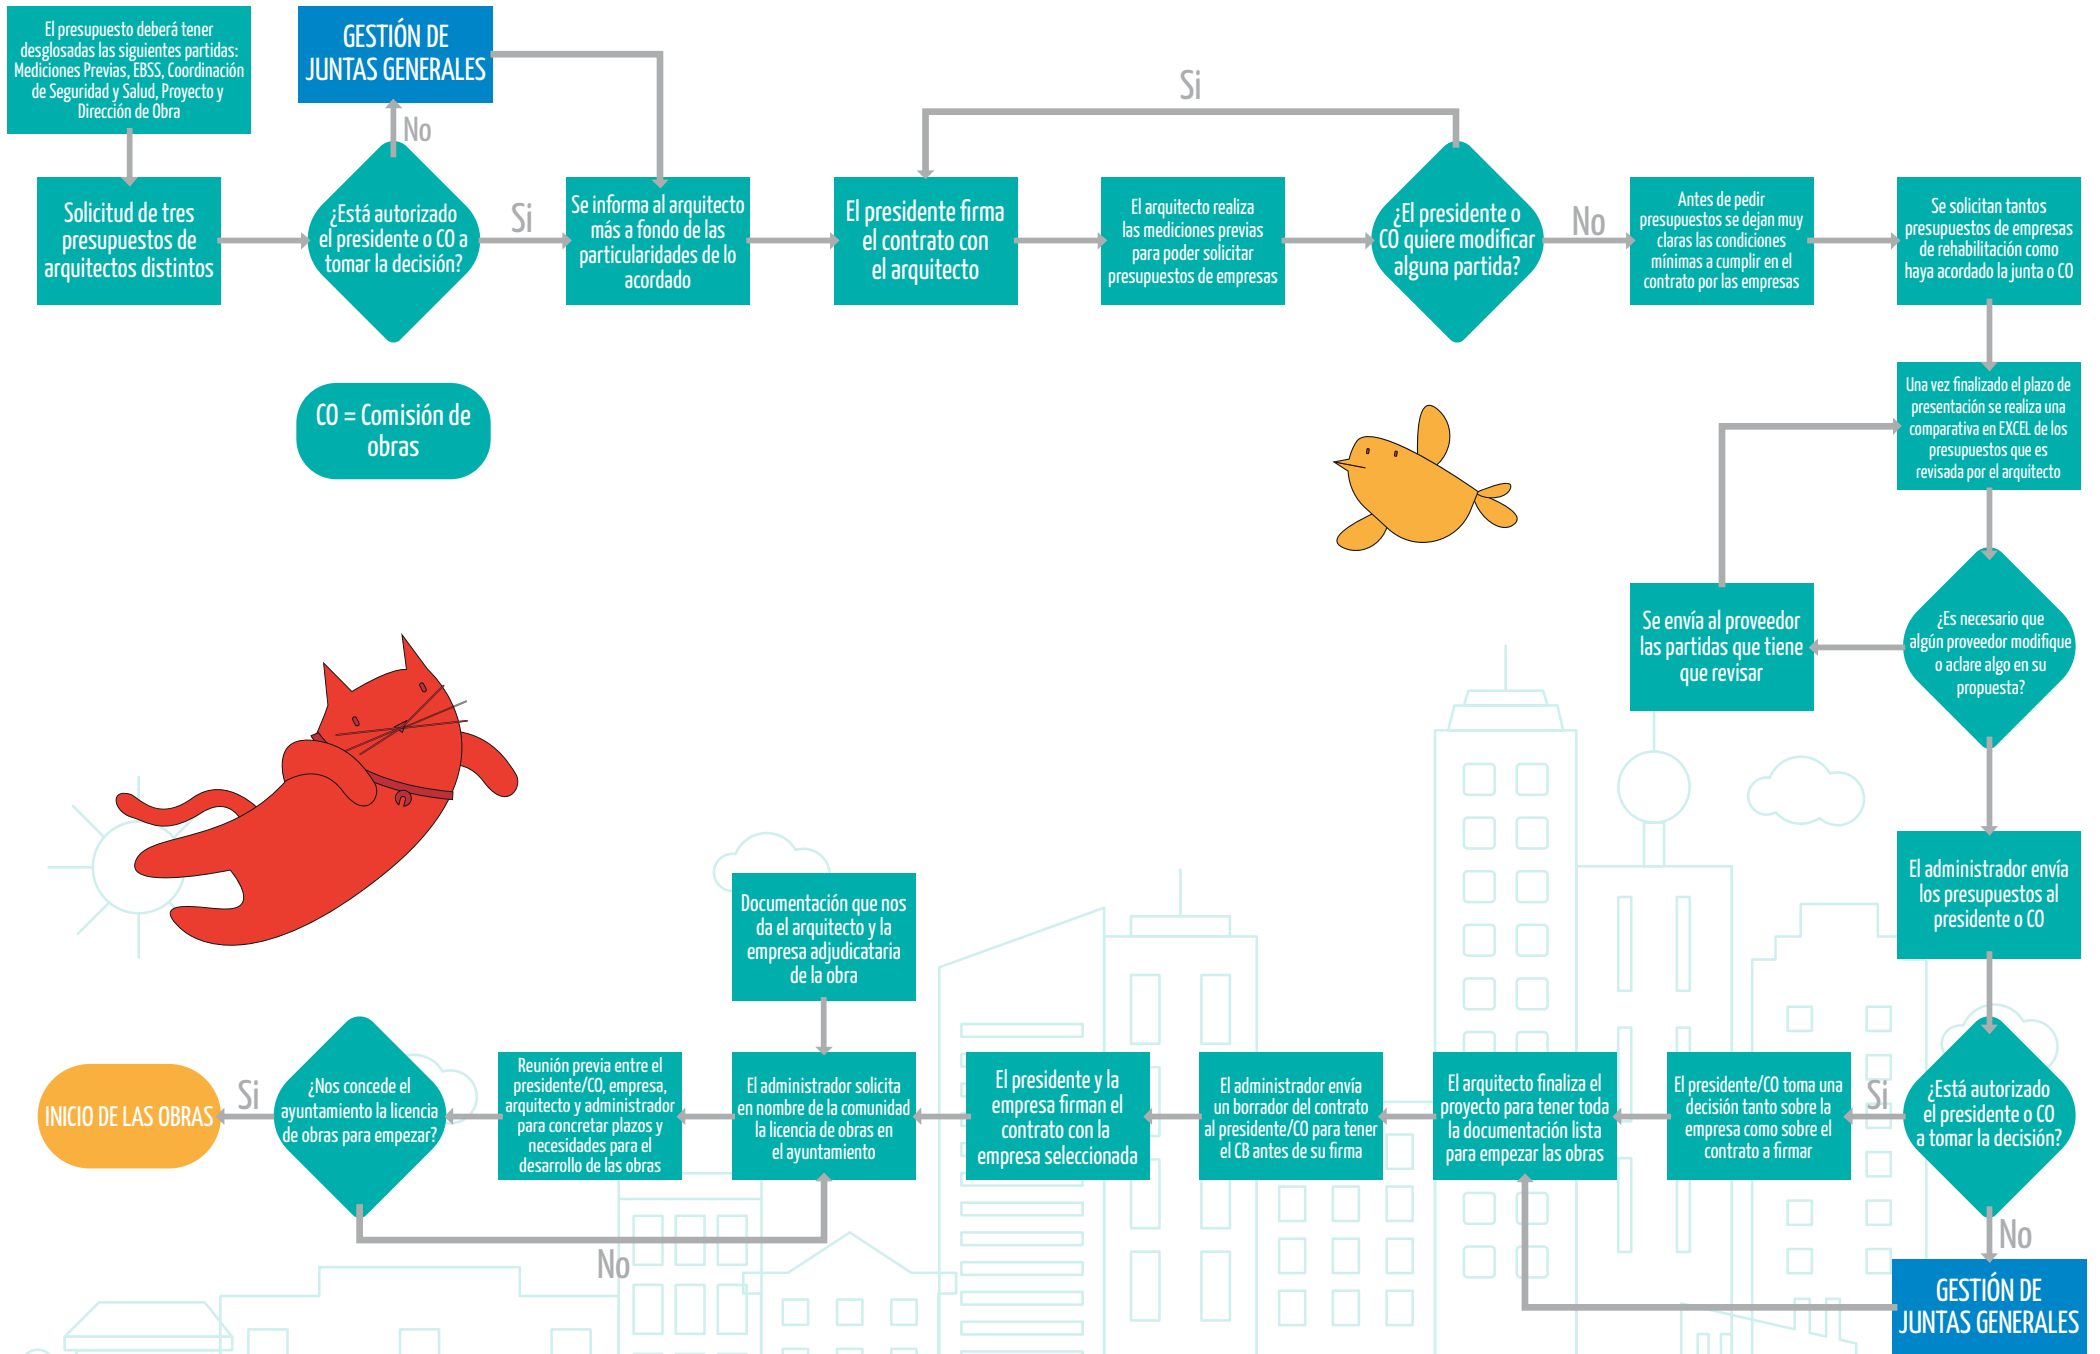 El presupuesto deberá tener
desglosadas las siguientes partidas:
Mediciones Previas, EBSS, Coordinación
de Seguridad y Salud, Proyecto y
Dirección de Obra
GESTIÓN DE
JUNTAS GENERALES
No
Si
Solicitud de tres
presupuestos de
arquitectos distintos
¿Está autorizado
el presidente o CO a
tomar la decisión?
Si
Se informa al arquitecto
más a fondo de las
particularidades de lo
acordado
El presidente firma
el contrato con
el arquitecto
El arquitecto realiza
las mediciones previas
para poder solicitar
presupuestos de empresas
¿El presidente o
CO quiere modificar
alguna partida?
No
Antes de pedir
presupuestos se dejan muy
claras las condiciones
mínimas a cumplir en el
contrato por las empresas
Se solicitan tantos
presupuestos de empresas
de rehabilitación como
haya acordado la junta o CO
CO = Comisión de
obras
Una vez finalizado el plazo de
presentación se realiza una
comparativa en EXCEL de los
presupuestos que es
revisada por el arquitecto
Se envía al proveedor
las partidas que tiene
que revisar
¿Es necesario que
algún proveedor modifique
o aclare algo en su
propuesta?
El administrador envía
los presupuestos al
presidente o CO
Documentación que nos
da el arquitecto y la
empresa adjudicataria
de la obra
INICIO DE LAS OBRAS
Si
¿Nos concede el
ayuntamiento la licencia
de obras para empezar?
Reunión previa entre el
presidente/CO, empresa,
arquitecto y administrador
para concretar plazos y
necesidades para el
desarrollo de las obras
El administrador solicita
en nombre de la comunidad
la licencia de obras en
el ayuntamiento
El presidente y la
empresa firman el
contrato con la
empresa seleccionada
El administrador envía
un borrador del contrato
al presidente/CO para tener
el CB antes de su firma
El arquitecto finaliza el
proyecto para tener toda
la documentación lista
para empezar las obras
El presidente/CO toma una
decisión tanto sobre la
empresa como sobre el
contrato a firmar
Si
¿Está autorizado
el presidente o CO
a tomar la decisión?
No
No
GESTIÓN DE
JUNTAS GENERALES